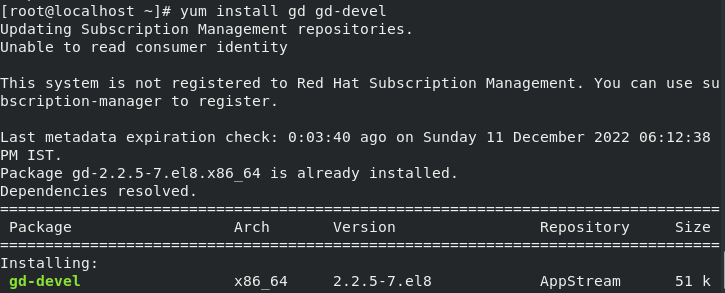 [root@localhost ~]# yum install gd gd-devel
Updating Subscription Management repositories.
Unable to read consumer identity
This system is not registered to Red Hat Subscription Management. You can use su
bscription-manager to register.
Last metadata expiration check: 0:03:40 ago on Sunday 11 December 2022 06:12:38
PM IST.
Package gd-2.2.5-7.el8.x86_64 is already installed.
Dependencies resolved.
================================================================================
Package Arch Version Repository Size
================================================================================
Installing:
gd-devel x86_64 2.2.5-7.el8 AppStream 51 k